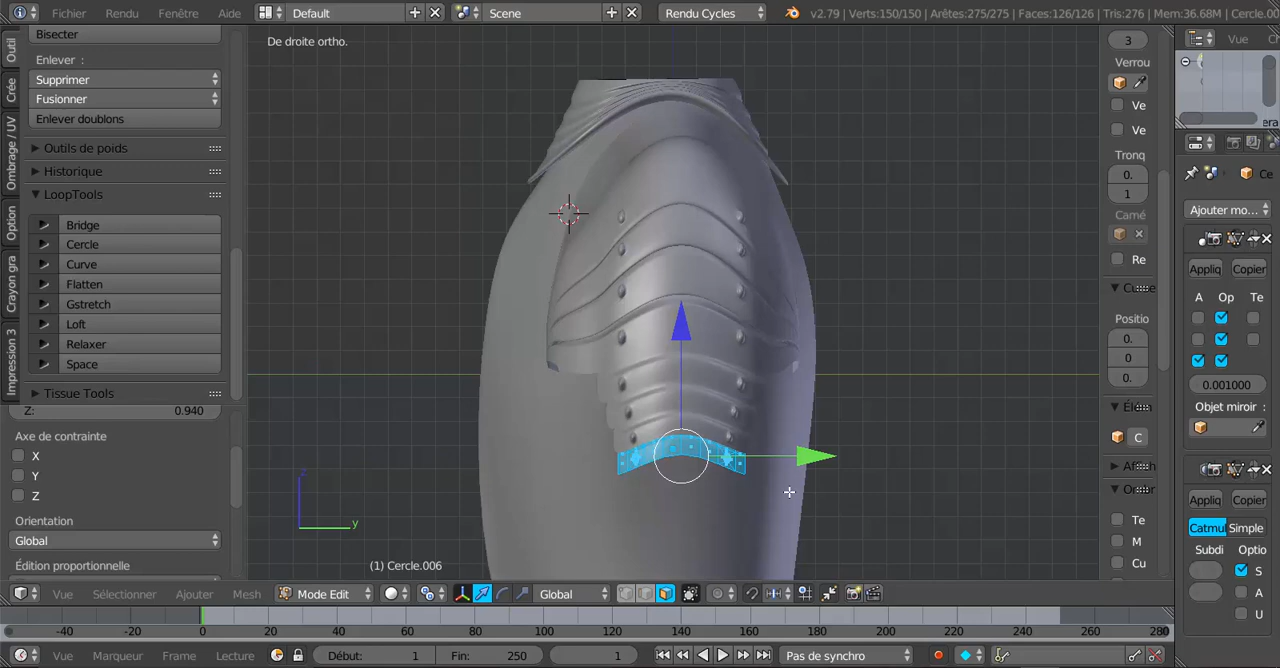 Fichier Rendu Fenêtre Aide Default Scene Rendu Cycles v2.79 | Verts:150/150 | Arêtes:275/275 | Faces:126/126 | Tris:276 | Mem:36.68M | Cercle.00
Outil
Crée
Ombrage / UV
Option
Crayon gra
Impression 3
Bisecter
Enlever :
Supprimer
Fusionner
Enlever doublons
Outils de poids
Historique
LoopTools
Bridge
Cercle
Curve
Flatten
Gstretch
Loft
Relaxer
Space
Tissue Tools
Z: 0.940
Axe de contrainte
X
Y
Z
Orientation
Global
Édition proportionnelle
De droite ortho.
z
y
(1) Cercle.006
3
Verrou
Ve
Ve
Tronq
0.
1
Camé
Re
Positio
0.
0
0.
C
Te
M
Cu
Vue
era
Ce
Ajouter mo...
Appliq Copier
A Op Te
0.001000
Objet miroir :
Appliq Copier
Catmu Simple
Subdi Optio
S
A
U
Vue Sélectionner Ajouter Mesh Mode Edit Global
-40 -20 0 20 40 60 80 100 120 140 160 180 200 220 240 260 280
Vue Marqueur Frame Lecture Début: 1 Fin: 250 1 Pas de synchro